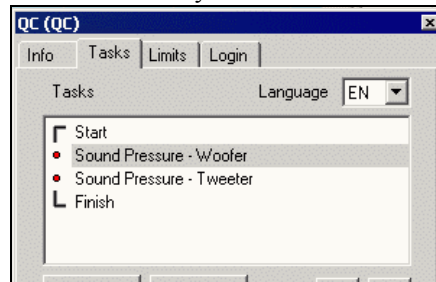 QC (QC)
Info Tasks Limits Login
Tasks Language EN
Start
Sound Pressure - Woofer
Sound Pressure - Tweeter
Finish